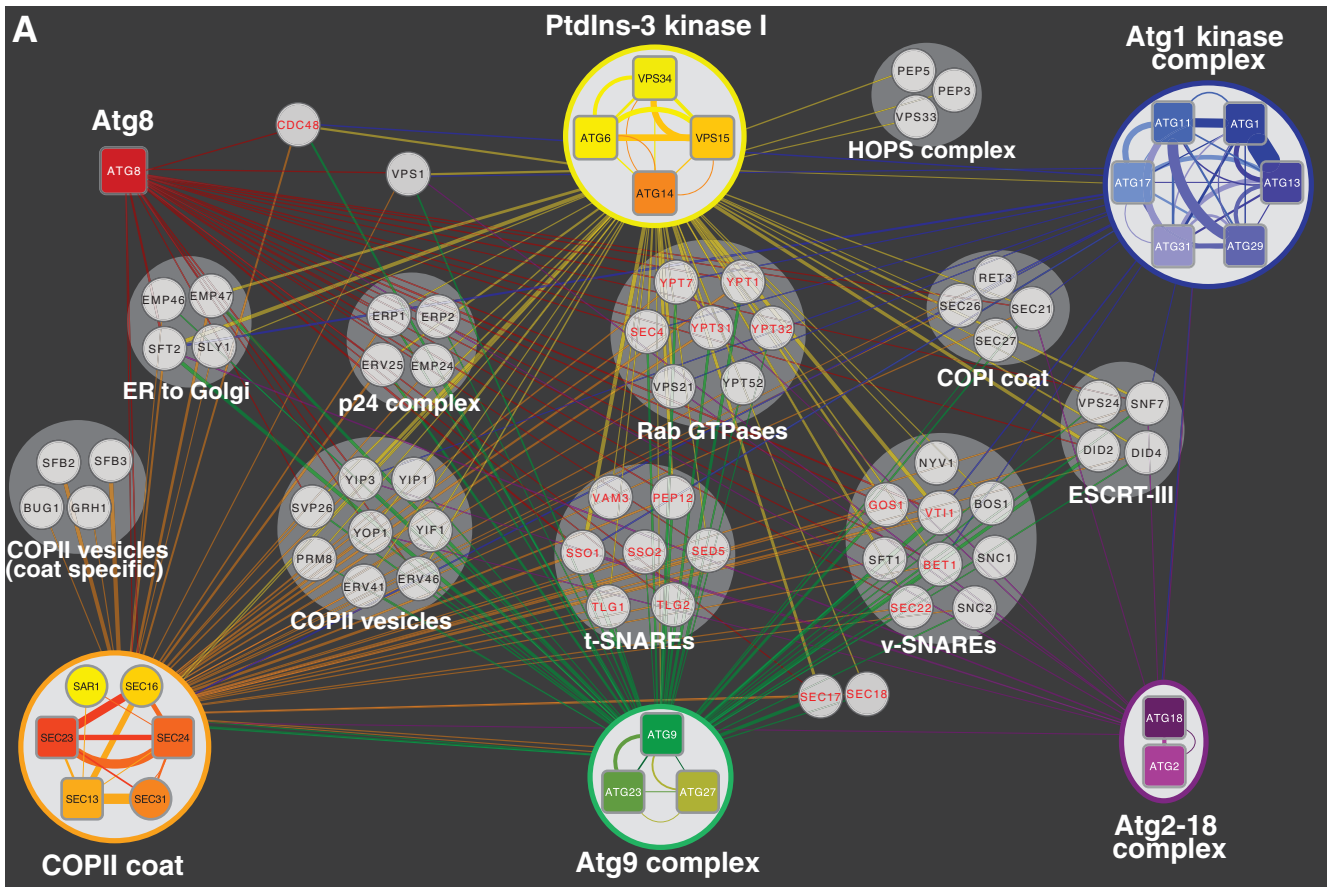 A
PtdIns-3 kinase I
Atg1 kinase
complex
Atg8
CDC48
VPS34
ATG6
VPS15
ATG14
PEP5
PEP3
VPS33
HOPS complex
ATG11
ATG1
ATG17
ATG13
ATG31
ATG29
ATG8
VPS1
EMP46
EMP47
SFT2
SLY1
ER to Golgi
ERP1
ERP2
ERV25
EMP24
p24 complex
YPT7
YPT1
SEC4
YPT31
YPT32
VPS21
YPT52
Rab GTPases
RET3
SEC26
SEC21
SEC27
COPI coat
VPS24
SNF7
DID2
DID4
ESCRT-III
SFB2
SFB3
BUG1
GRH1
COPII vesicles
(coat specific)
YIP3
YIP1
SVP26
YOP1
YIF1
PRM8
ERV41
ERV46
COPII vesicles
VAM3
PEP12
SSO1
SSO2
SED5
TLG1
TLG2
t-SNAREs
NYV1
GOS1
VTI1
BOS1
SFT1
BET1
SNC1
SEC22
SNC2
v-SNAREs
SEC17
SEC18
SAR1
SEC16
SEC23
SEC24
SEC13
SEC31
COPII coat
ATG9
ATG23
ATG27
Atg9 complex
ATG18
ATG2
Atg2-18
complex